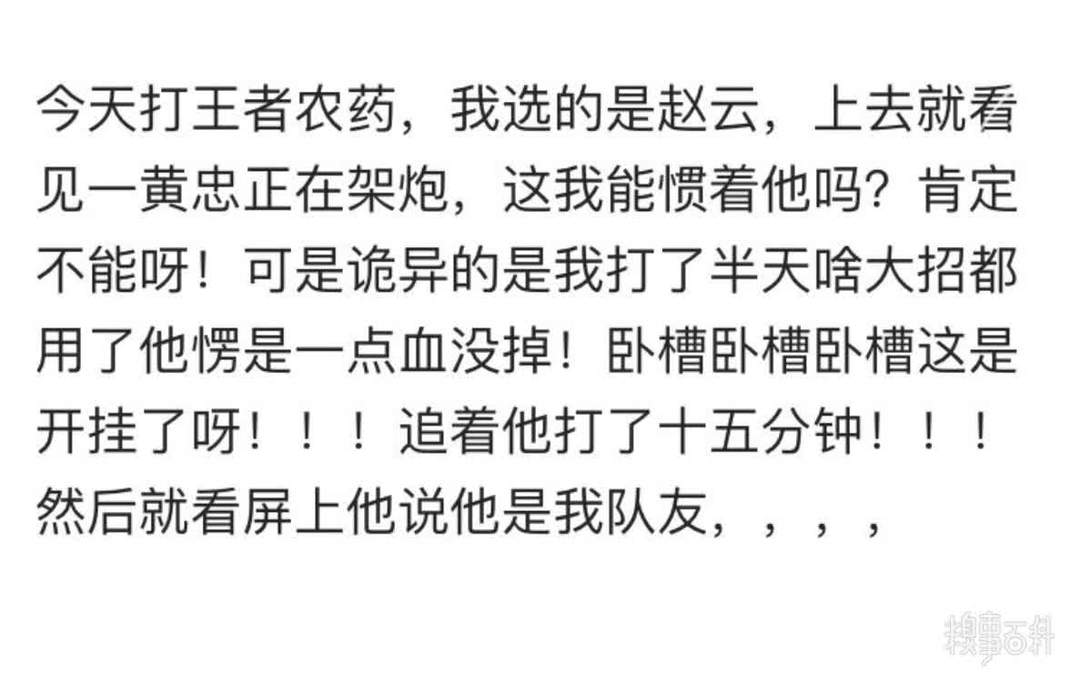 今天打王者农药，我选的是赵云，上去就看
见一黄忠正在架炮，这我能惯着他吗？肯定
不能呀！可是诡异的是我打了半天啥大招都
用了他愣是一点血没掉！卧槽卧槽卧槽这是
开挂了呀！！！追着他打了十五分钟！！！
然后就看屏上他说他是我队友，，，，
糗事百科